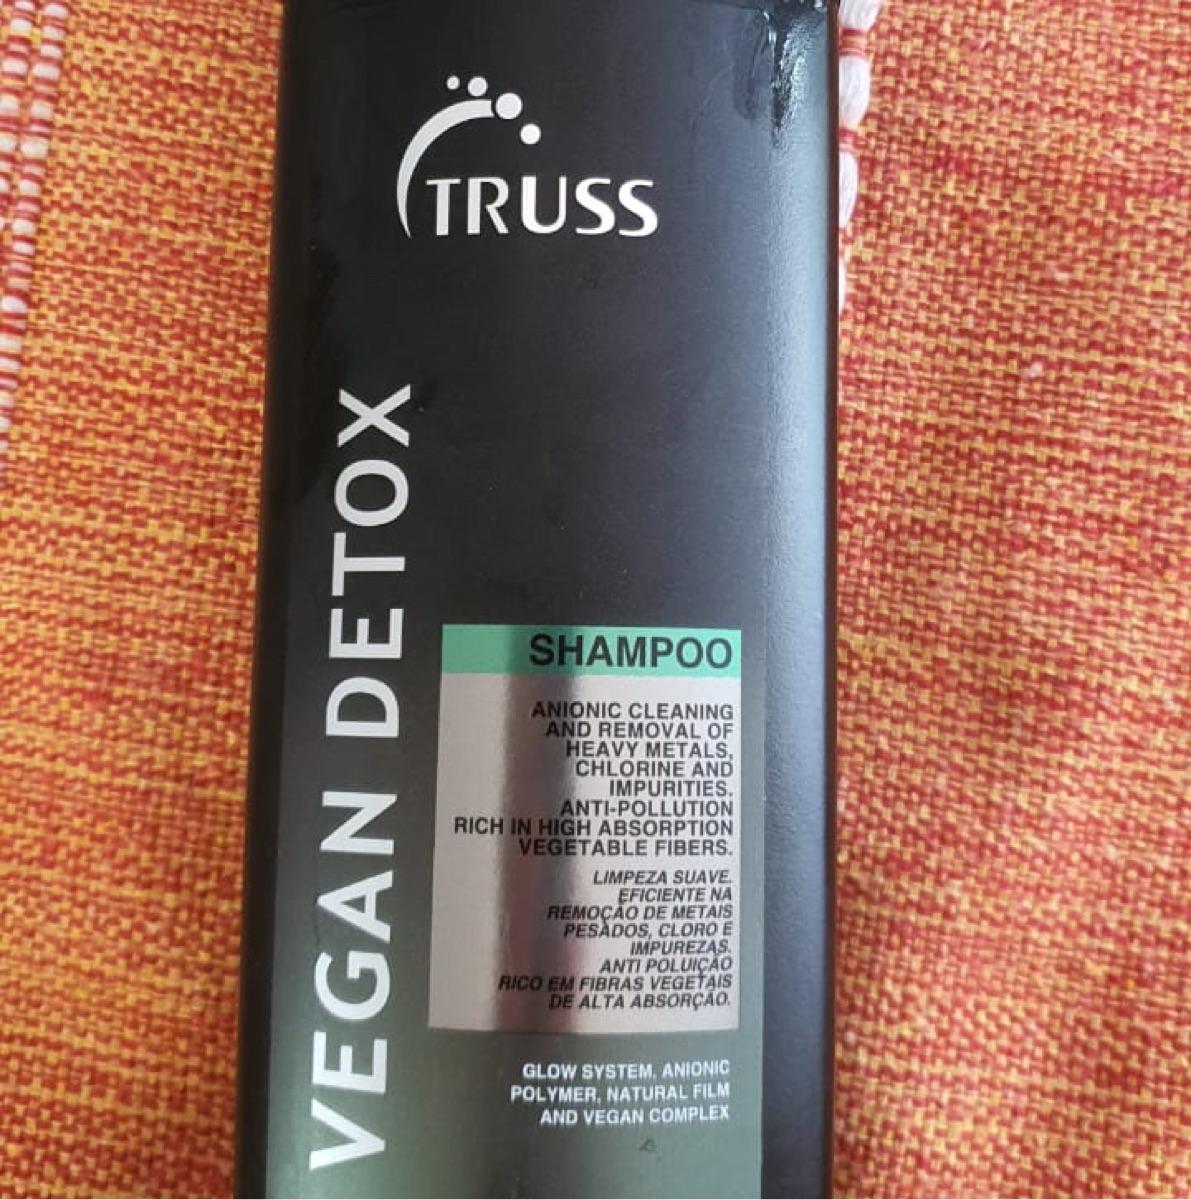 TRUSS
VEGAN DETOX
SHAMPOO
ANIONIC CLEANING
AND REMOVAL OF
HEAVY METALS,
CHLORINE AND
IMPURITIES.
ANTI-POLLUTION
RICH IN HIGH ABSORPTION
VEGETABLE FIBERS.
LIMPEZA SUAVE.
EFICIENTE NA
REMOÇÃO DE METAIS
PESADOS, CLORO E
IMPUREZAS.
ANTI POLUIÇÃO
RICO EM FIBRAS VEGETAIS
DE ALTA ABSORÇÃO.
GLOW SYSTEM, ANIONIC
POLYMER, NATURAL FILM
AND VEGAN COMPLEX